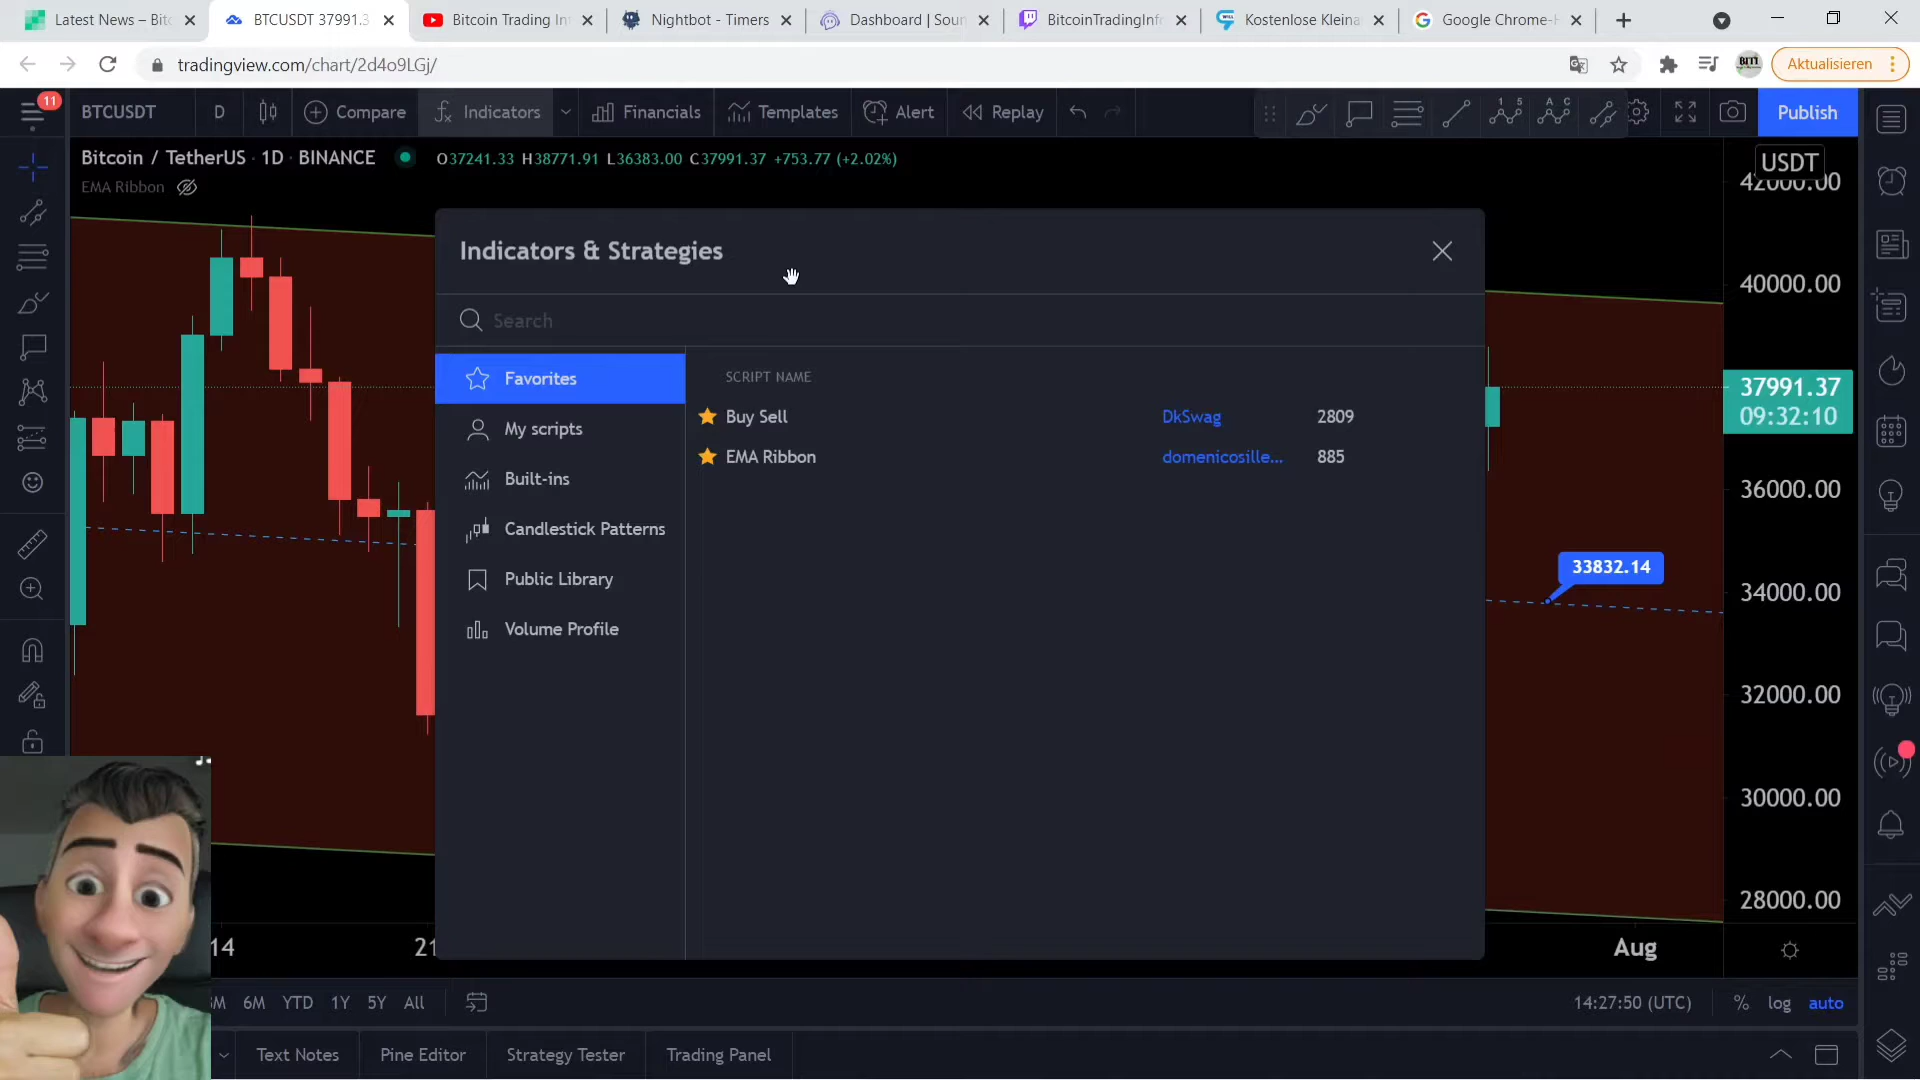 Latest News – Bitc
BTCUSDT 37991.3
Bitcoin Trading In
Nightbot - Timers
Dashboard | Soun
BitcoinTradingInfo
Kostenlose Kleina
Google Chrome-H
tradingview.com/chart/2d4o9LGj/
BITI
Aktualisieren
11
BTCUSDT
D
Compare
Indicators
Financials
Templates
Alert
Replay
Publish
Bitcoin / TetherUS · 1D · BINANCE
O37241.33 H38771.91 L36383.00 C37991.37 +753.77 (+2.02%)
EMA Ribbon
USDT
42000.00
40000.00
37991.37
09:32:10
36000.00
34000.00
32000.00
30000.00
28000.00
33832.14
Indicators & Strategies
Search
Favorites
My scripts
Built-ins
Candlestick Patterns
Public Library
Volume Profile
SCRIPT NAME
Buy Sell DkSwag 2809
EMA Ribbon domenicosille... 885
14
21
Aug
6M YTD 1Y 5Y All
14:27:50 (UTC)
% log auto
Text Notes
Pine Editor
Strategy Tester
Trading Panel